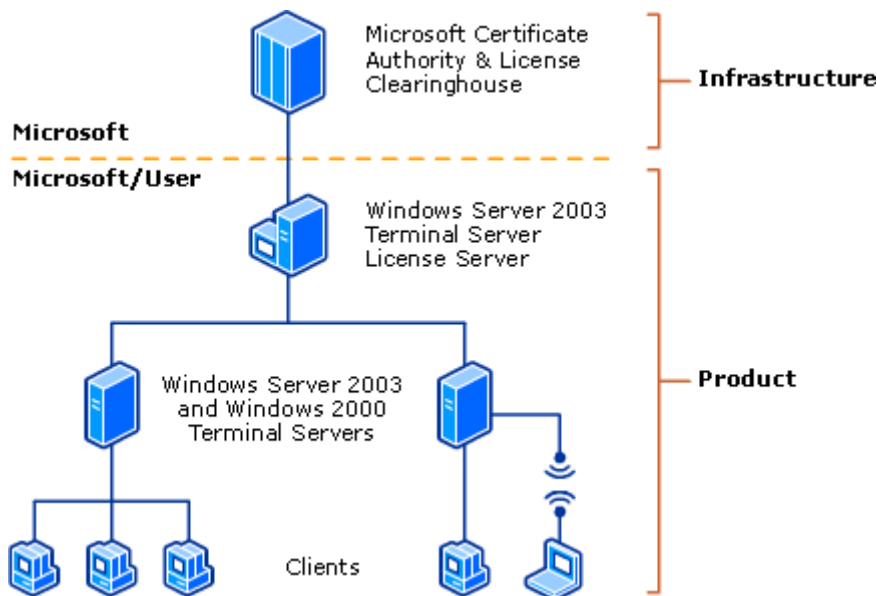 Microsoft Certificate
Authority & License
Clearinghouse
Infrastructure
Microsoft
Microsoft/User
Windows Server 2003
Terminal Server
License Server
Windows Server 2003
and Windows 2000
Terminal Servers
Product
Clients